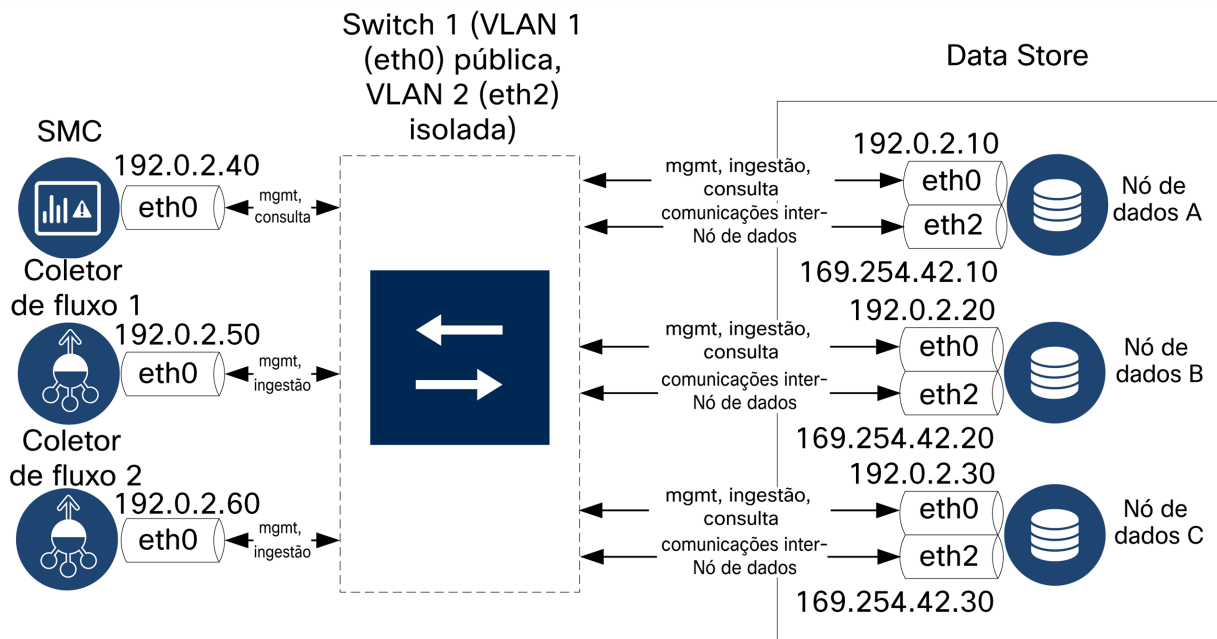 Switch 1 (VLAN 1
(eth0) pública,
VLAN 2 (eth2)
isolada)
Data Store
SMC
192.0.2.40
eth0
mgmt,
consulta
Coletor
de fluxo 1
192.0.2.50
eth0
mgmt,
ingestão
Coletor
de fluxo 2
192.0.2.60
eth0
mgmt,
ingestão
mgmt, ingestão,
consulta
comunicações inter-
Nó de dados
192.0.2.10
eth0
eth2
169.254.42.10
Nó de
dados A
mgmt, ingestão,
consulta
comunicações inter-
Nó de dados
192.0.2.20
eth0
eth2
169.254.42.20
Nó de
dados B
mgmt, ingestão,
consulta
comunicações inter-
Nó de dados
192.0.2.30
eth0
eth2
169.254.42.30
Nó de
dados C